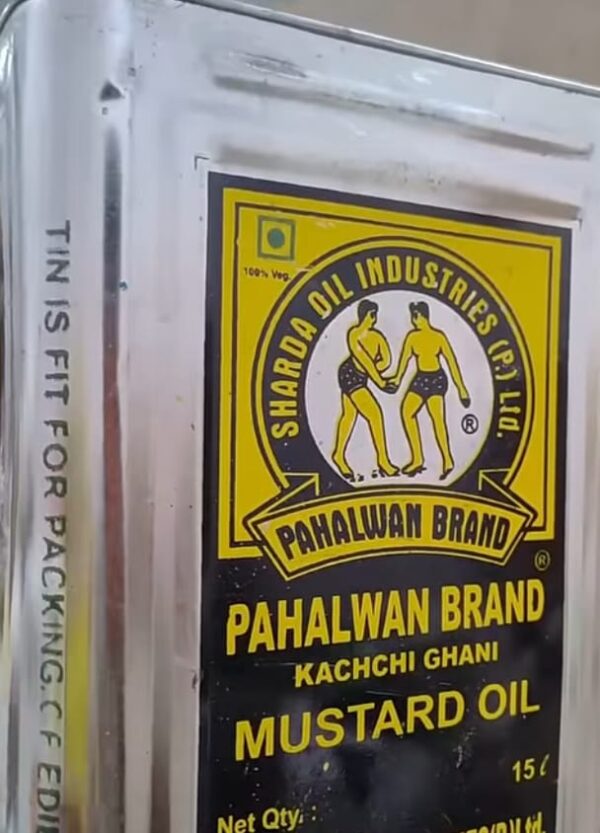 TIN IS FIT FOR PACKING.C F EDI
100% Veg.
SHARDA OIL INDUSTRIES (P.) Ltd.
®
PAHALWAN BRAND
®
PAHALWAN BRAND
KACHCHI GHANI
MUSTARD OIL
15 ℓ
Net Qty. :